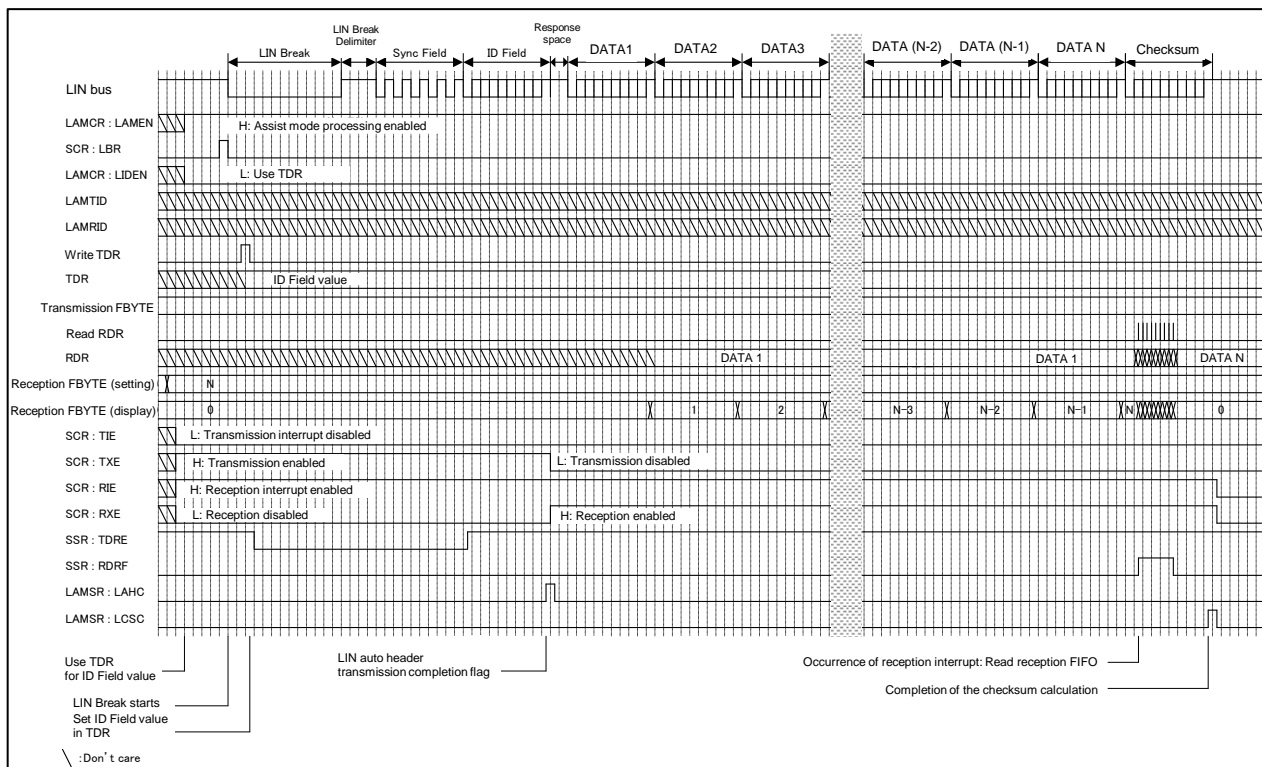 LIN Break
LIN Break
Delimiter
Sync Field
ID Field
Response
space
DATA1
DATA2
DATA3
DATA (N-2)
DATA (N-1)
DATA N
Checksum
LIN bus
LAMCR : LAMEN
H: Assist mode processing enabled
SCR : LBR
LAMCR : LIDEN
L: Use TDR
LAMTID
LAMRID
Write TDR
TDR
ID Field value
Transmission FBYTE
Read RDR
RDR
DATA 1
DATA 1
DATA N
Reception FBYTE (setting)
N
Reception FBYTE (display)
0
1
2
N-3
N-2
N-1
N
0
SCR : TIE
L: Transmission interrupt disabled
SCR : TXE
H: Transmission enabled
L: Transmission disabled
SCR : RIE
H: Reception interrupt enabled
SCR : RXE
L: Reception disabled
H: Reception enabled
SSR : TDRE
SSR : RDRF
LAMSR : LAHC
LAMSR : LCSC
Use TDR
for ID Field value
LIN auto header
transmission completion flag
Occurrence of reception interrupt: Read reception FIFO
Completion of the checksum calculation
LIN Break starts
Set ID Field value
in TDR
:Don't care